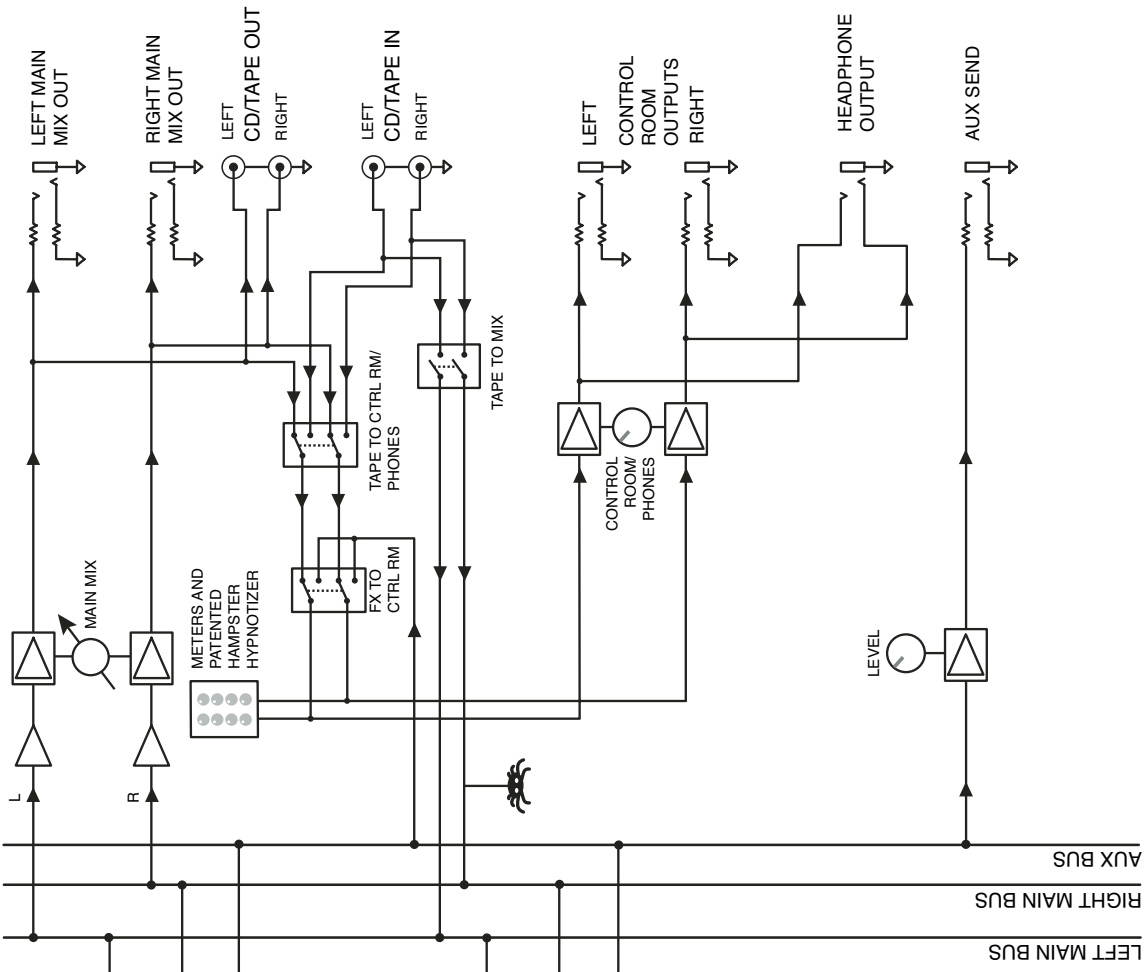 LEFT MAIN
MIX OUT
RIGHT MAIN
MIX OUT
LEFT
CD/TAPE OUT
RIGHT
LEFT
CD/TAPE IN
RIGHT
LEFT
CONTROL
ROOM
OUTPUTS
RIGHT
HEADPHONE
OUTPUT
AUX SEND
TAPE TO CTRL RM/
PHONES
TAPE TO MIX
CONTROL
ROOM/
PHONES
MAIN MIX
METERS AND
PATENTED
HAMPSTER
HYPNOTIZER
FX TO
CTRL RM
LEVEL
L
R
AUX BUS
RIGHT MAIN BUS
LEFT MAIN BUS